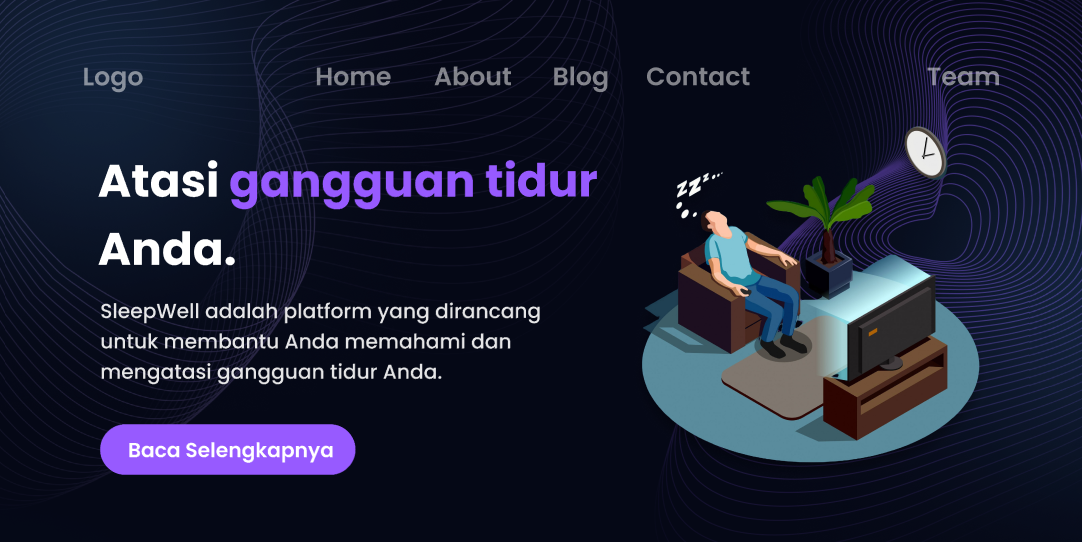 Logo Home About Blog Contact Team
Atasi gangguan tidur
Anda.
SleepWell adalah platform yang dirancang
untuk membantu Anda memahami dan
mengatasi gangguan tidur Anda.
Baca Selengkapnya
zzzz